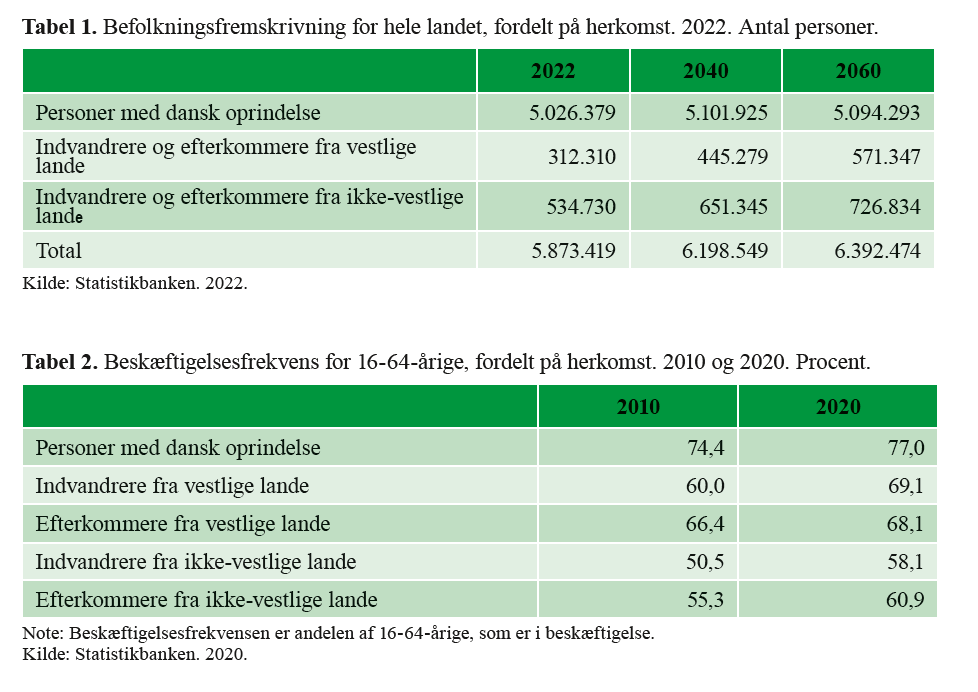 Tabel 1. Befolkningsfremskrivning for hele landet, fordelt på herkomst. 2022. Antal personer.
2022 2040 2060
Personer med dansk oprindelse 5.026.379 5.101.925 5.094.293
Indvandrere og efterkommere fra vestlige
lande 312.310 445.279 571.347
Indvandrere og efterkommere fra ikke-vestlige
lande 534.730 651.345 726.834
Total 5.873.419 6.198.549 6.392.474
Kilde: Statistikbanken. 2022.
Tabel 2. Beskæftigelsesfrekvens for 16-64-årige, fordelt på herkomst. 2010 og 2020. Procent.
2010 2020
Personer med dansk oprindelse 74,4 77,0
Indvandrere fra vestlige lande 60,0 69,1
Efterkommere fra vestlige lande 66,4 68,1
Indvandrere fra ikke-vestlige lande 50,5 58,1
Efterkommere fra ikke-vestlige lande 55,3 60,9
Note: Beskæftigelsesfrekvensen er andelen af 16-64-årige, som er i beskæftigelse.
Kilde: Statistikbanken. 2020.